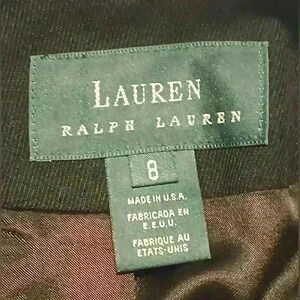 LAUREN
RALPH LAUREN
8
MADE IN U.S.A.
FABRICADA EN
E.E.U.U.
FABRIQUE AU
ETATS-UNIS